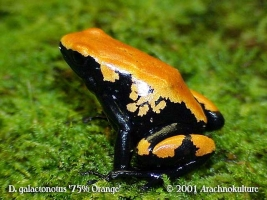 D. galactonotus '75% Orange'
© 2001 Arachnokulture